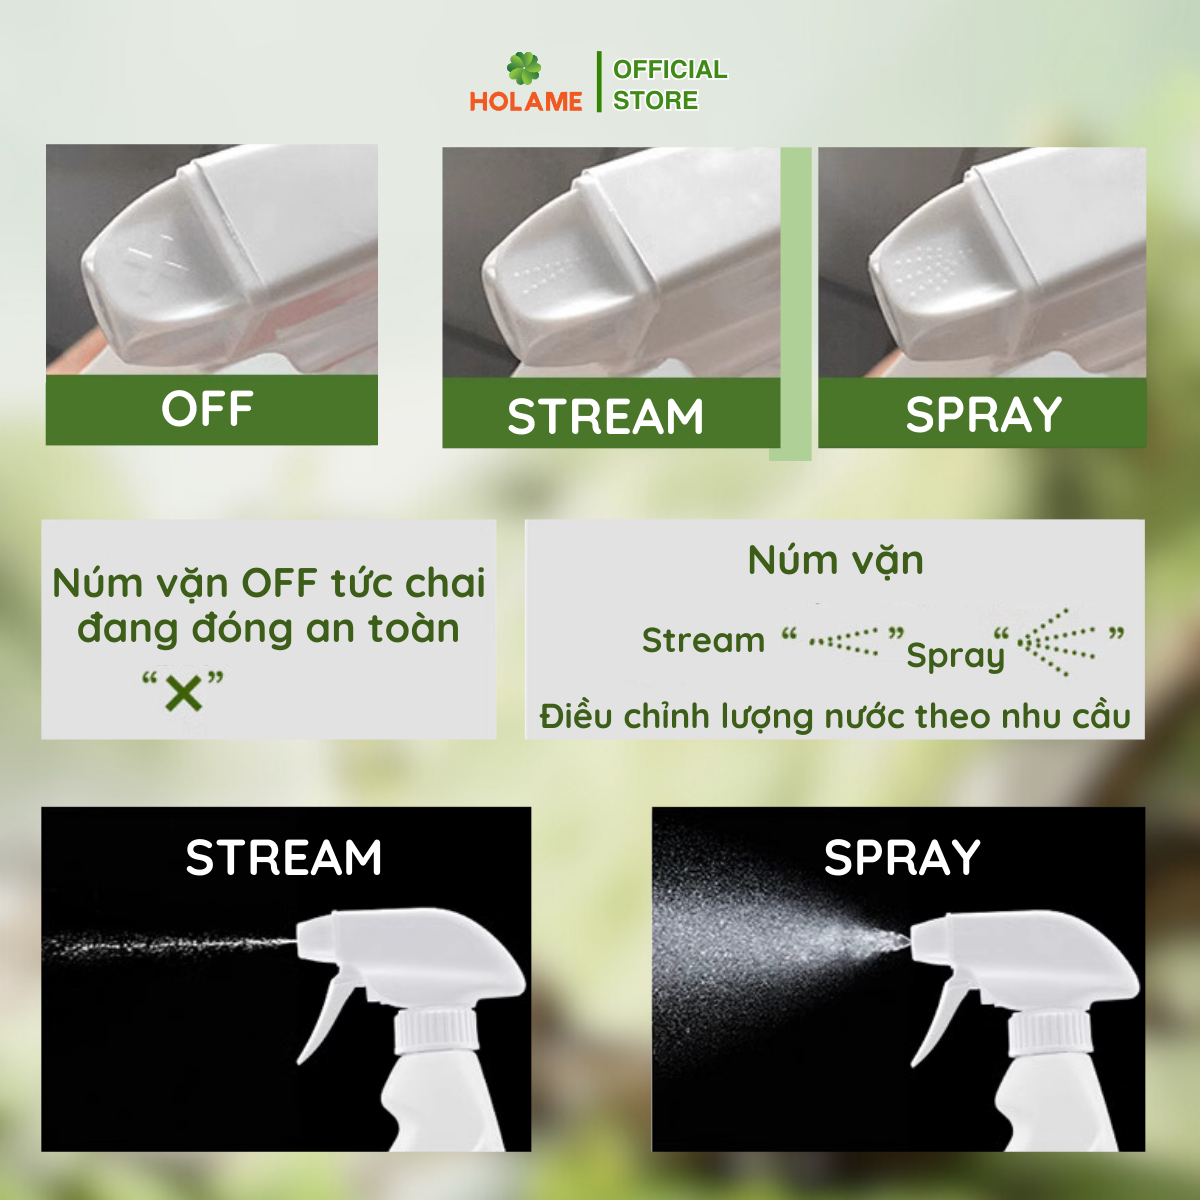 HOLAME
OFFICIAL
STORE
OFF
STREAM
SPRAY
Núm vặn OFF tức chai
đang đóng an toàn
“×”
Núm vặn
Stream “ ” Spray “ ”
Điều chỉnh lượng nước theo nhu cầu
STREAM
SPRAY